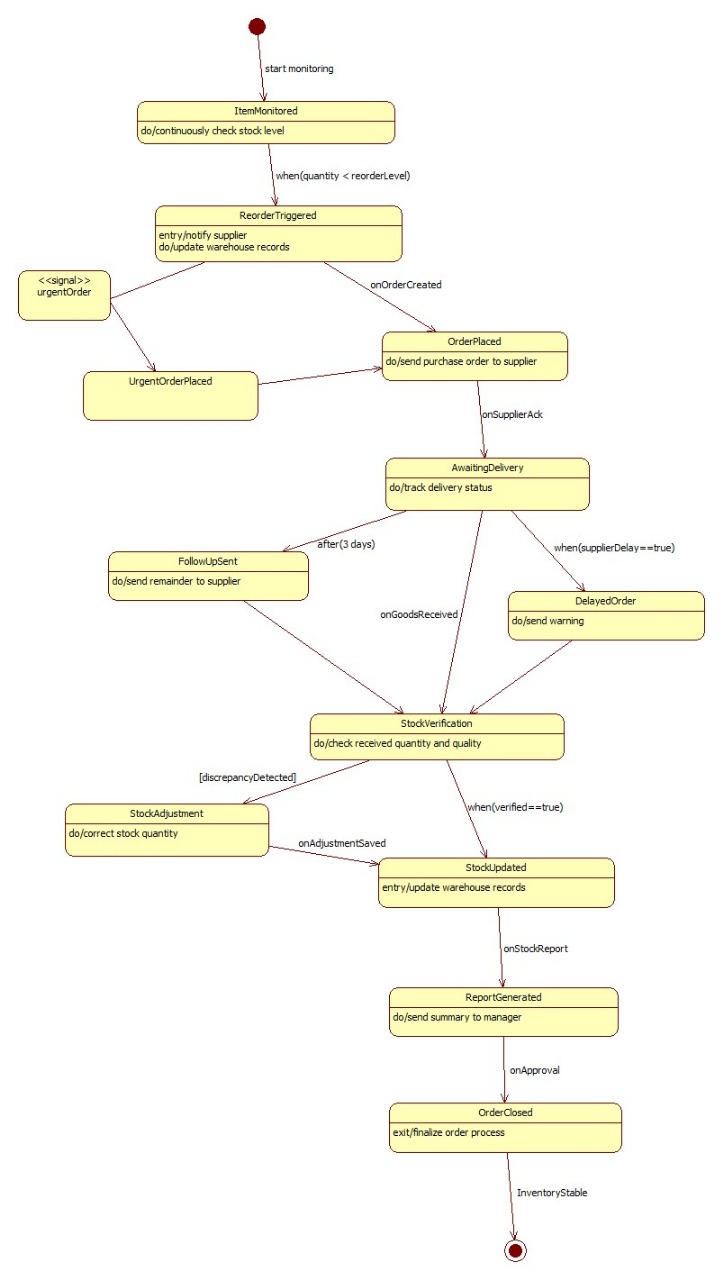 start monitoring
ItemMonitored
do/continuously check stock level
when(quantity < reorderLevel)
ReorderTriggered
entry/notify supplier
do/update warehouse records
<<signal>>
urgentOrder
onOrderCreated
OrderPlaced
do/send purchase order to supplier
UrgentOrderPlaced
onSupplierAck
AwaitingDelivery
do/track delivery status
after(3 days)
when(supplierDelay==true)
FollowUpSent
do/send remainder to supplier
DelayedOrder
do/send warning
onGoodsReceived
StockVerification
do/check received quantity and quality
[discrepancyDetected]
when(verified==true)
StockAdjustment
do/correct stock quantity
onAdjustmentSaved
StockUpdated
entry/update warehouse records
onStockReport
ReportGenerated
do/send summary to manager
onApproval
OrderClosed
exit/finalize order process
InventoryStable